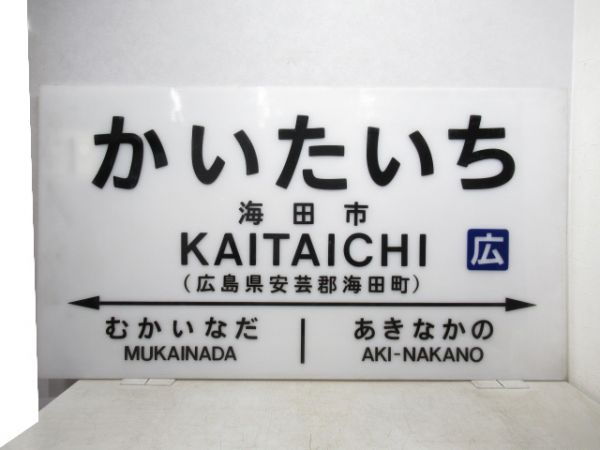 かいたいち
海田市
KAITAICHI 広
(広島県安芸郡海田町)
むかいなだ あきなかの
MUKAINADA AKI-NAKANO